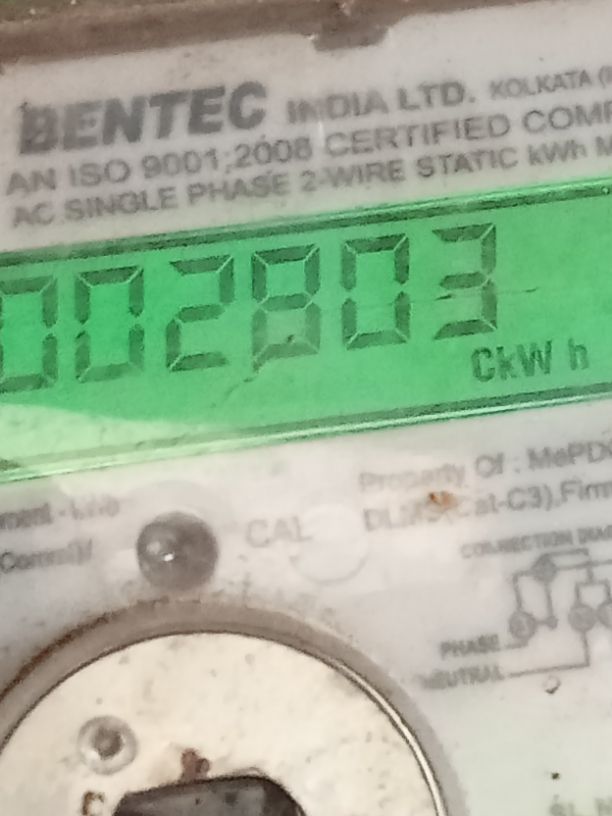 BENTEC INDIA LTD. KOLKATA
AN ISO 9001:2008 CERTIFIED
AC SINGLE PHASE 2-WIRE STATIC kWh
002803
CkW h
Property Of : MePDC
CAL
CONNECTION
PHASE
NEUTRAL
C